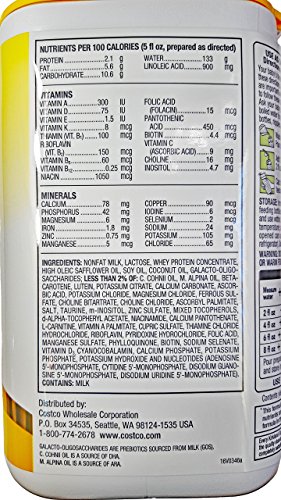 NUTRIENTS PER 100 CALORIES (5 fl oz, prepared as directed)
PROTEIN 2.1 g WATER 133 g
FAT 5.6 g LINOLEIC ACID 900 mg
CARBOHYDRATE 10.6 g
VITAMINS
VITAMIN A 300 IU FOLIC ACID
VITAMIN D 75 IU (FOLACIN) 15 mcg
VITAMIN E 1.5 IU PANTOTHENIC
VITAMIN K 8 mcg ACID 450 mcg
THIAMIN (VIT. B1) 100 mcg BIOTIN 4.4 mcg
RIBOFLAVIN VITAMIN C
(VIT. B2) 150 mcg (ASCORBIC ACID) 9 mg
VITAMIN B6 60 mcg CHOLINE 16 mg
VITAMIN B12 0.25 mcg INOSITOL 4.7 mg
NIACIN 1050 mcg
MINERALS
CALCIUM 78 mg COPPER 90 mcg
PHOSPHORUS 42 mg IODINE 6 mcg
MAGNESIUM 6 mg SELENIUM 2 mcg
IRON 1.8 mg SODIUM 24 mg
ZINC 0.75 mg POTASSIUM 105 mg
MANGANESE 5 mcg CHLORIDE 65 mg
INGREDIENTS: NONFAT MILK, LACTOSE, WHEY PROTEIN CONCENTRATE,
HIGH OLEIC SAFFLOWER OIL, SOY OIL, COCONUT OIL, GALACTO-OLIGO-
SACCHARIDES; LESS THAN 2% OF: C. COHNII OIL, M. ALPINA OIL, BETA-
CAROTENE, LUTEIN, POTASSIUM CITRATE, CALCIUM CARBONATE, ASCOR-
BIC ACID, POTASSIUM CHLORIDE, MAGNESIUM CHLORIDE, FERROUS SUL-
FATE, CHOLINE BITARTRATE, CHOLINE CHLORIDE, ASCORBYL PALMITATE,
SALT, TAURINE, m-INOSITOL, ZINC SULFATE, MIXED TOCOPHEROLS,
d-ALPHA-TOCOPHERYL ACETATE, NIACINAMIDE, CALCIUM PANTOTHENATE,
L-CARNITINE, VITAMIN A PALMITATE, CUPRIC SULFATE, THIAMINE CHLORIDE
HYDROCHLORIDE, RIBOFLAVIN, PYRIDOXINE HYDROCHLORIDE, FOLIC ACID,
MANGANESE SULFATE, PHYLLOQUINONE, BIOTIN, SODIUM SELENATE,
VITAMIN D3, CYANOCOBALAMIN, CALCIUM PHOSPHATE, POTASSIUM
PHOSPHATE, POTASSIUM HYDROXIDE AND NUCLEOTIDES (ADENOSINE
5'-MONOPHOSPHATE, CYTIDINE 5'-MONOPHOSPHATE, DISODIUM GUANO-
SINE 5'-MONOPHOSPHATE, DISODIUM URIDINE 5'-MONOPHOSPHATE).
CONTAINS: MILK
Distributed by:
Costco Wholesale Corporation
P.O. Box 34535, Seattle, WA 98124-1535 USA
1-800-774-2678 www.costco.com
GALACTO-OLIGOSACCHARIDES ARE PREBIOTICS SOURCED FROM MILK (GOS).
C. COHNII OIL IS A SOURCE OF DHA.
M. ALPINA OIL IS A SOURCE OF ARA.